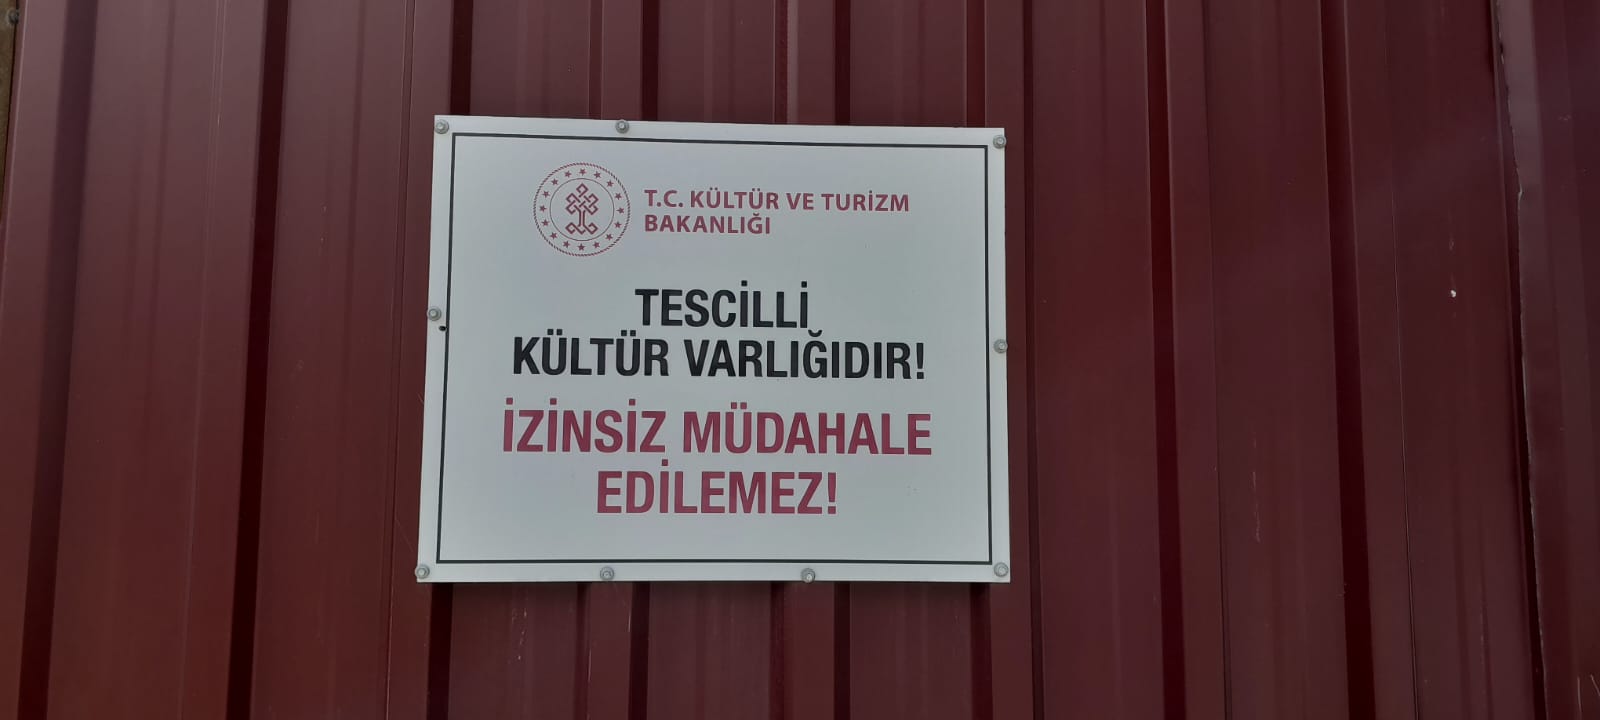 T.C. KÜLTÜR VE TURİZM
BAKANLIĞI
TESCİLLİ
KÜLTÜR VARLIĞIDIR!
İZİNSİZ MÜDAHALE
EDİLEMEZ!